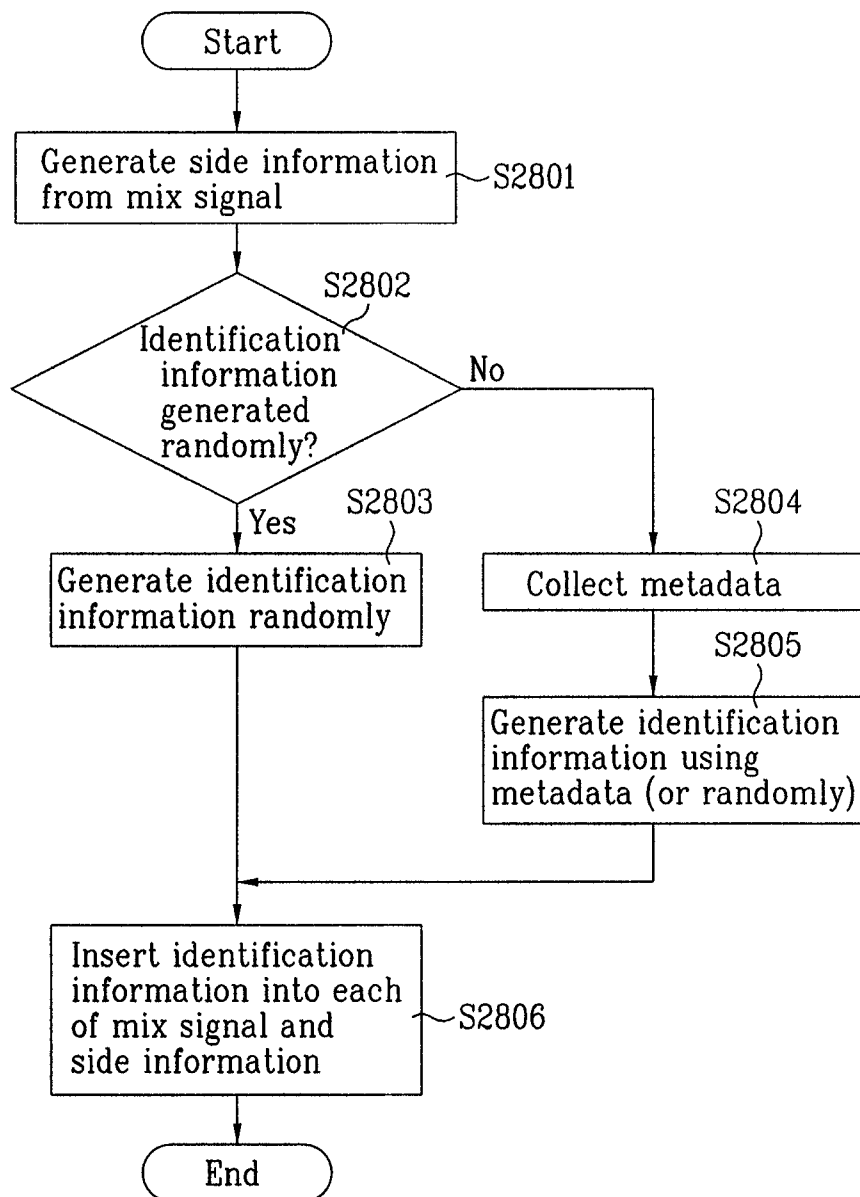 Start
Generate side information
from mix signal
S2801
S2802
Identification
information
generated
randomly?
No
Yes
S2803
Generate identification
information randomly
S2804
Collect metadata
S2805
Generate identification
information using
metadata (or randomly)
Insert identification
information into each
of mix signal and
side information
S2806
End